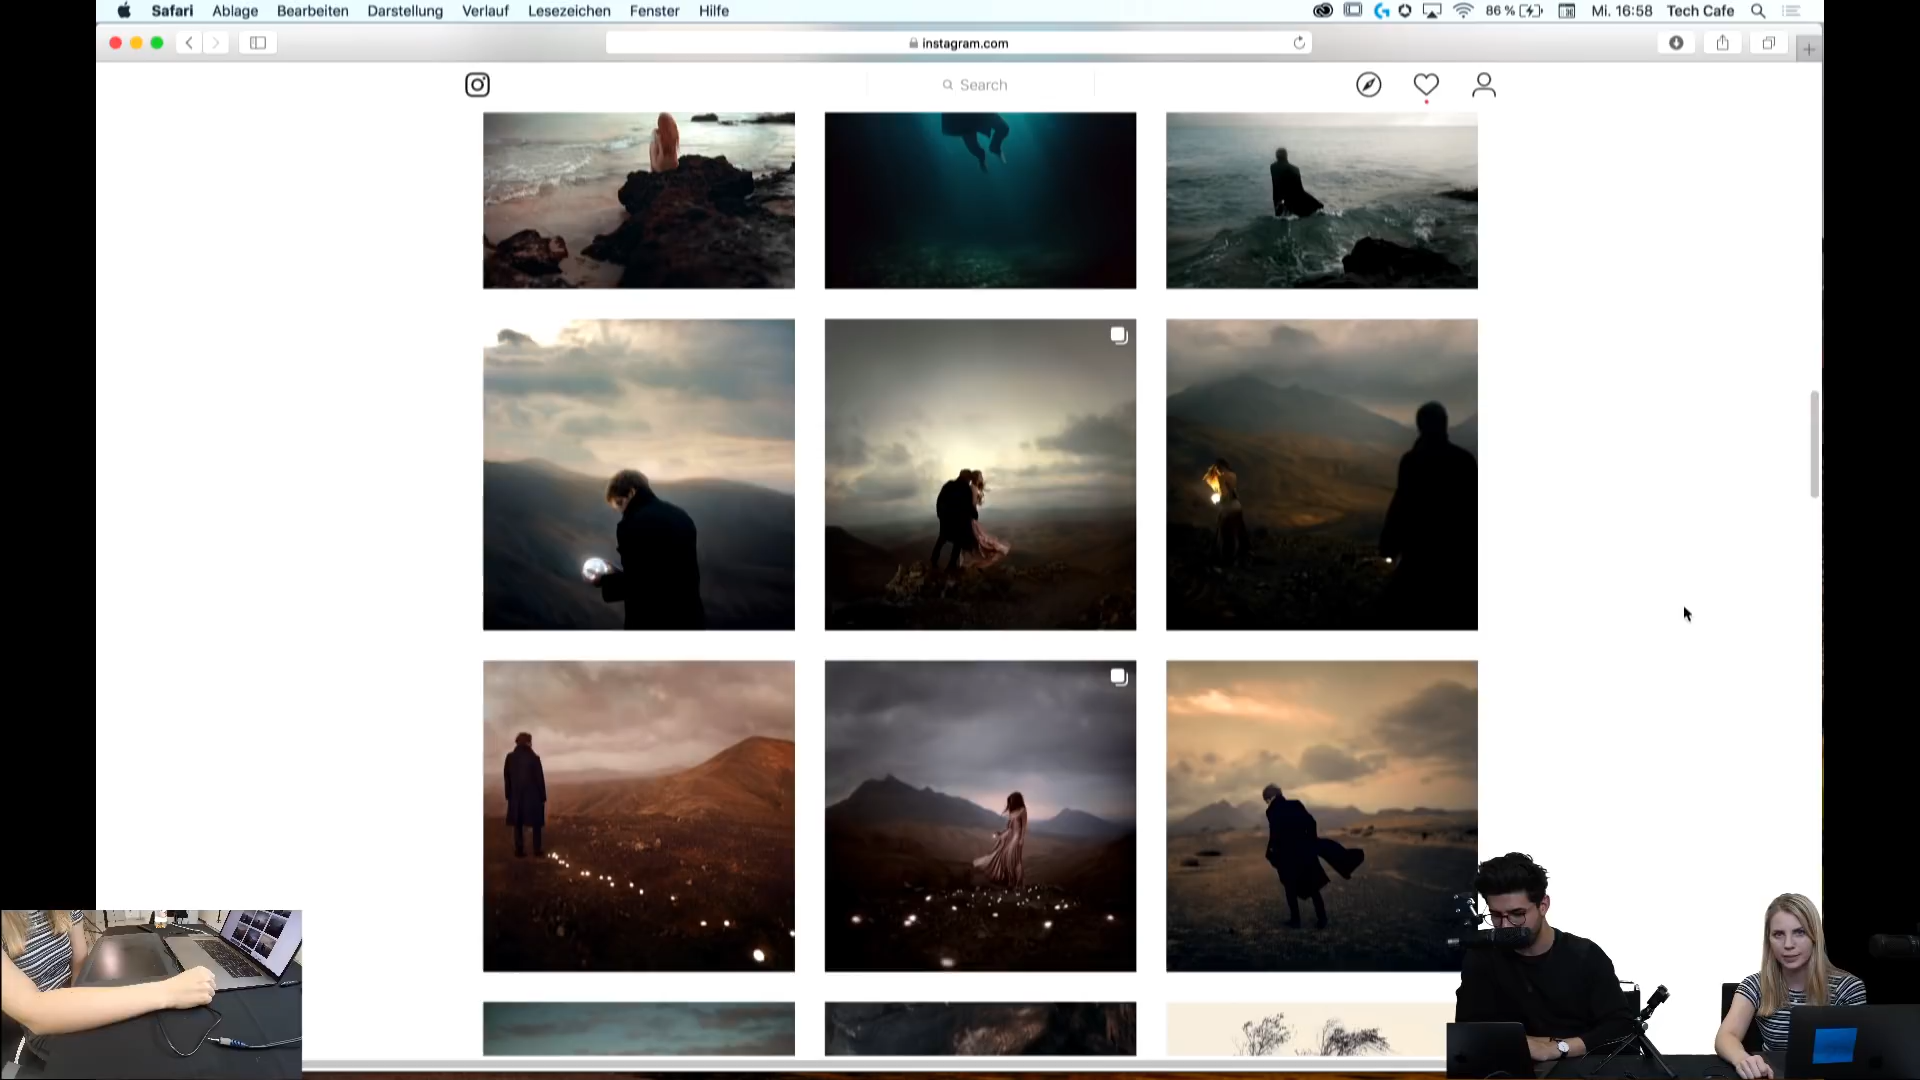 Safari Ablage Bearbeiten Darstellung Verlauf Lesezeichen Fenster Hilfe 86 % Mi. 16:58 Tech Cafe
instagram.com
Search